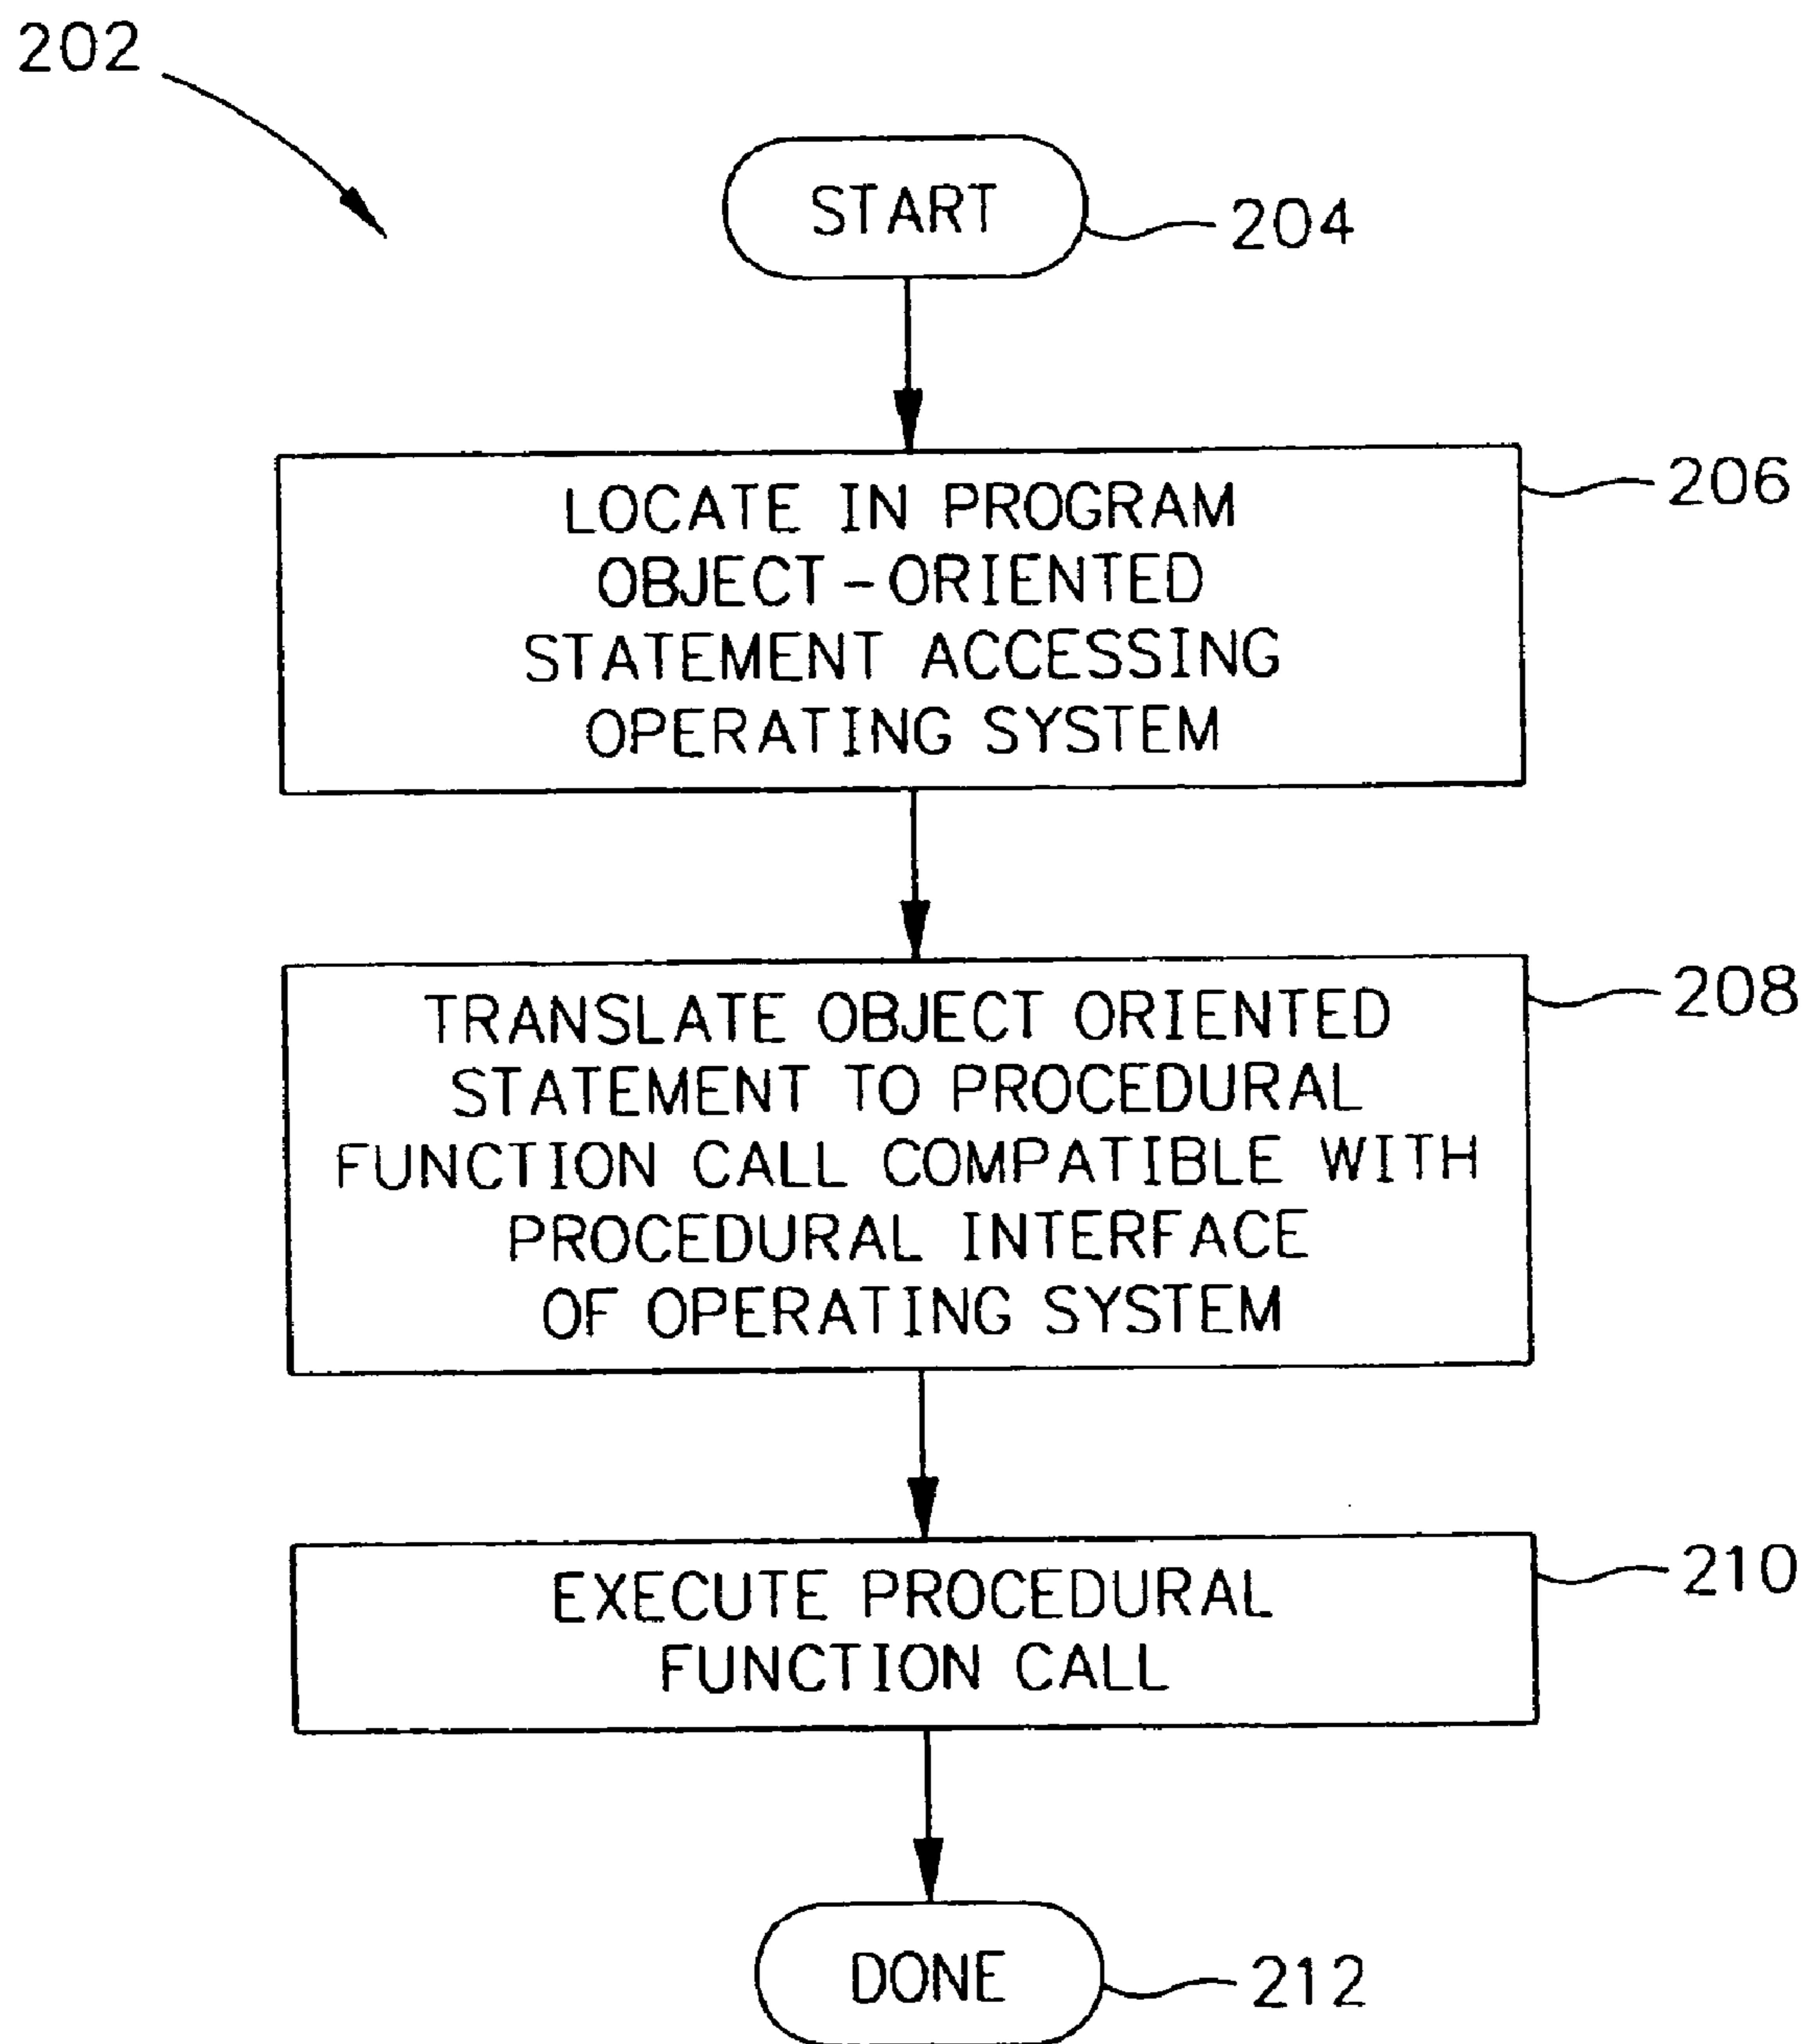 202
START
204
LOCATE IN PROGRAM
OBJECT-ORIENTED
STATEMENT ACCESSING
OPERATING SYSTEM
206
TRANSLATE OBJECT ORIENTED
STATEMENT TO PROCEDURAL
FUNCTION CALL COMPATIBLE WITH
PROCEDURAL INTERFACE
OF OPERATING SYSTEM
208
EXECUTE PROCEDURAL
FUNCTION CALL
210
DONE
212